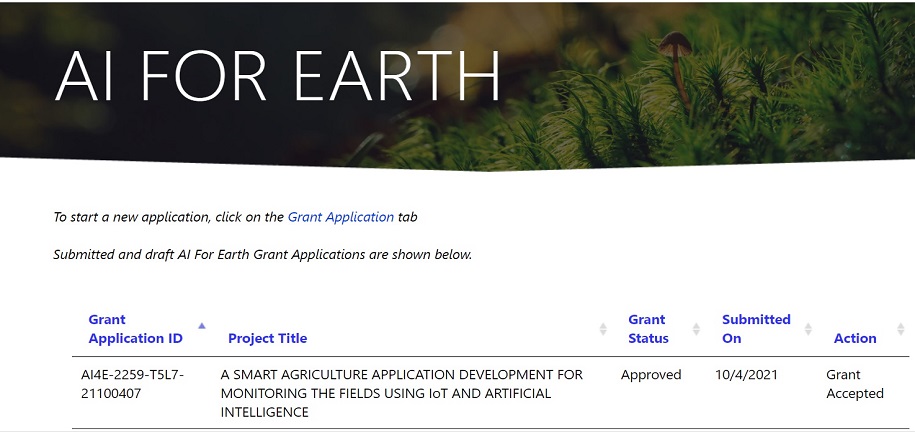 AI FOR EARTH
To start a new application, click on the Grant Application tab
Submitted and draft AI For Earth Grant Applications are shown below.
Grant Application ID
Project Title
Grant Status
Submitted On
Action
AI4E-2259-T5L7-
21100407
A SMART AGRICULTURE APPLICATION DEVELOPMENT FOR
MONITORING THE FIELDS USING IoT AND ARTIFICIAL
INTELLIGENCE
Approved
10/4/2021
Grant
Accepted